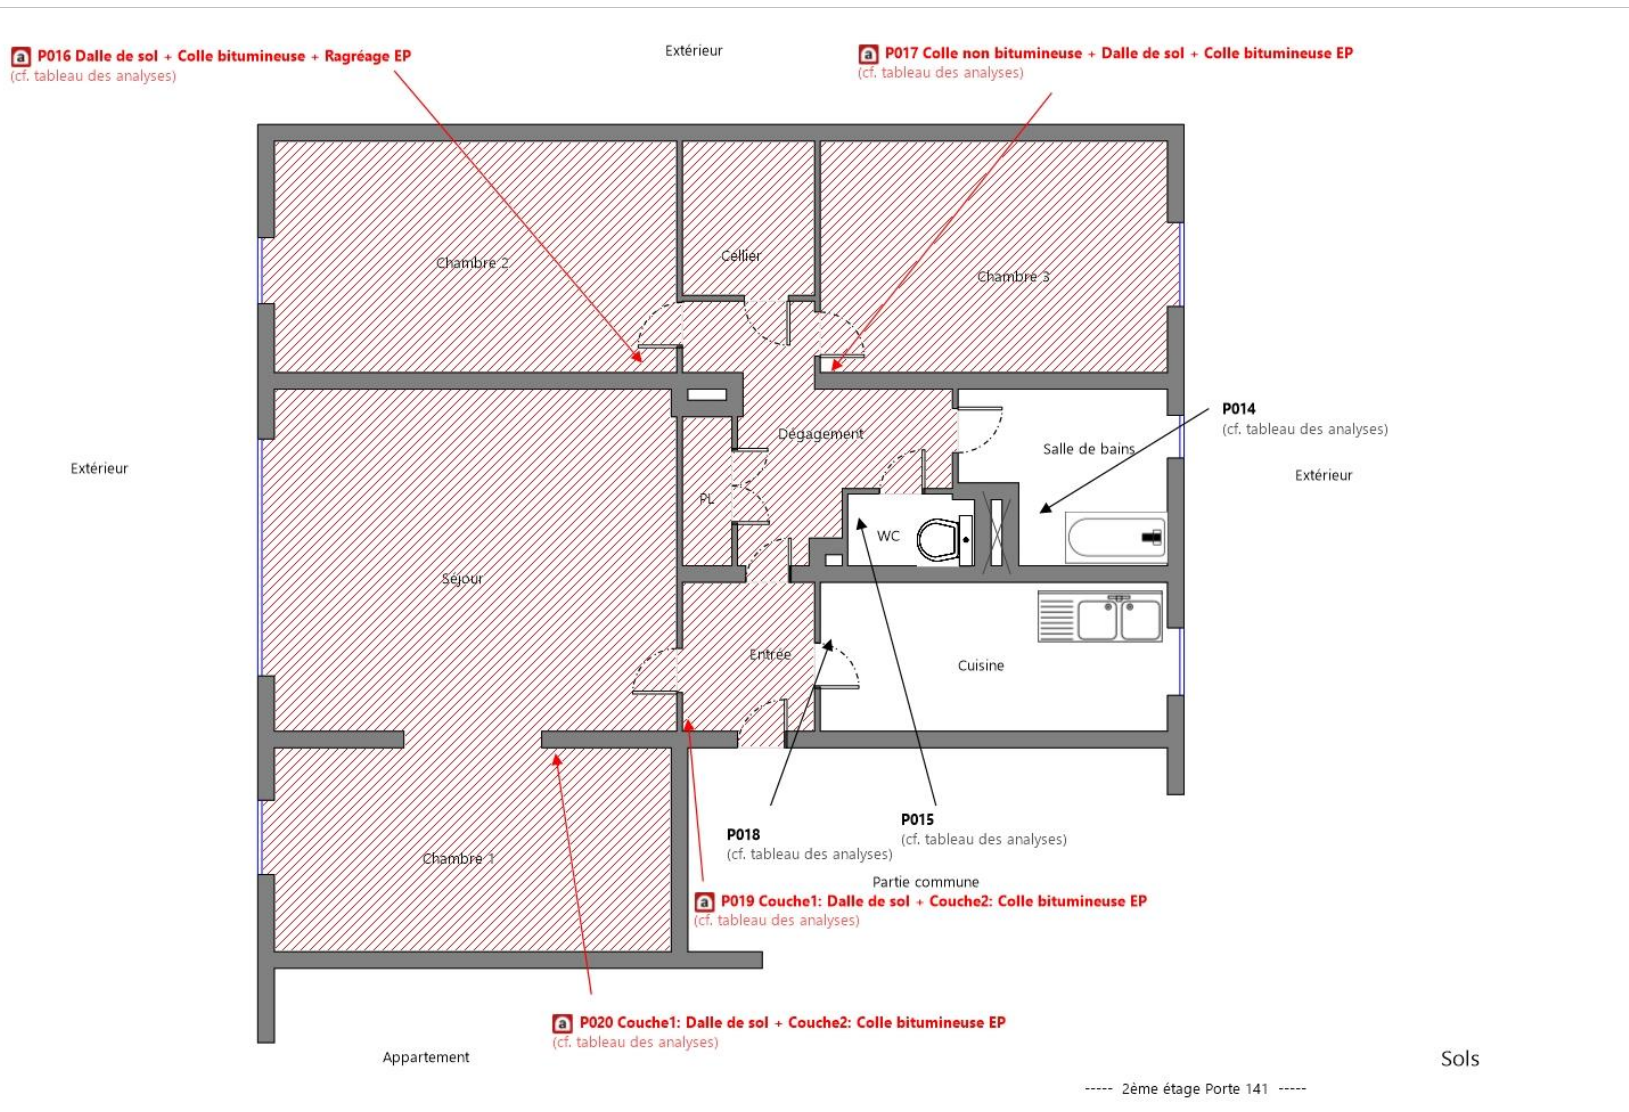 Extérieur
a P016 Dalle de sol + Colle bitumineuse + Ragréage EP
(cf. tableau des analyses)
a P017 Colle non bitumineuse + Dalle de sol + Colle bitumineuse EP
(cf. tableau des analyses)
Cellier
Chambre 2
Chambre 3
P014
(cf. tableau des analyses)
Dégagement
Salle de bains
Extérieur
Extérieur
PL
WC
Séjour
Entrée
Cuisine
P015
(cf. tableau des analyses)
P018
(cf. tableau des analyses)
Chambre 1
Partie commune
a P019 Couche1: Dalle de sol + Couche2: Colle bitumineuse EP
(cf. tableau des analyses)
a P020 Couche1: Dalle de sol + Couche2: Colle bitumineuse EP
(cf. tableau des analyses)
Appartement
Sols
----- 2ème étage Porte 141 -----